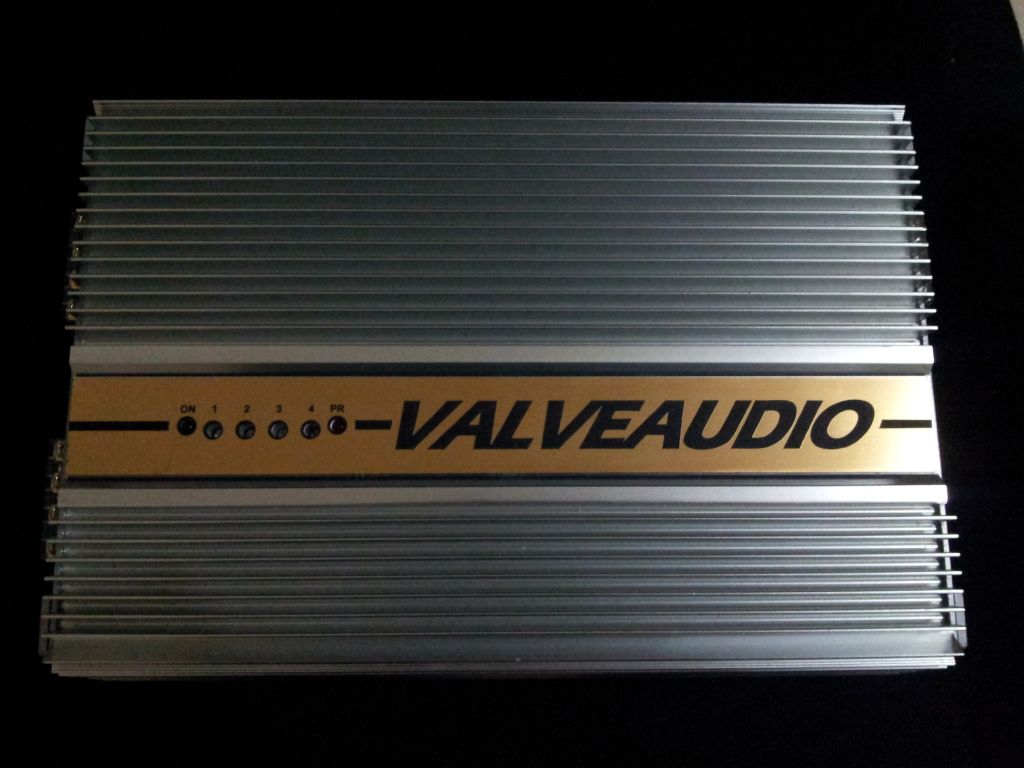 ON 1 2 3 4 PR
VALVEAUDIO